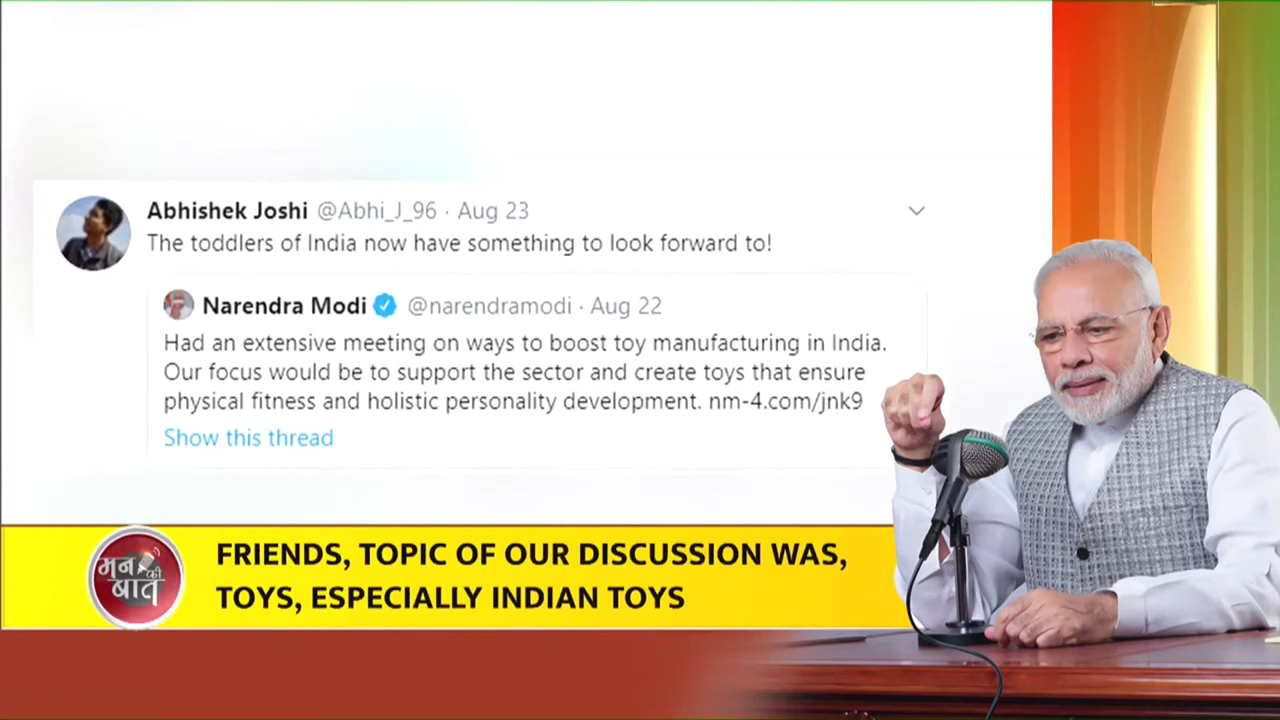 Abhishek Joshi @Abhi_J_96 · Aug 23
The toddlers of India now have something to look forward to!
Narendra Modi @narendramodi · Aug 22
Had an extensive meeting on ways to boost toy manufacturing in India.
Our focus would be to support the sector and create toys that ensure
physical fitness and holistic personality development. nm-4.com/jnk9
Show this thread
मन की बात
FRIENDS, TOPIC OF OUR DISCUSSION WAS,
TOYS, ESPECIALLY INDIAN TOYS